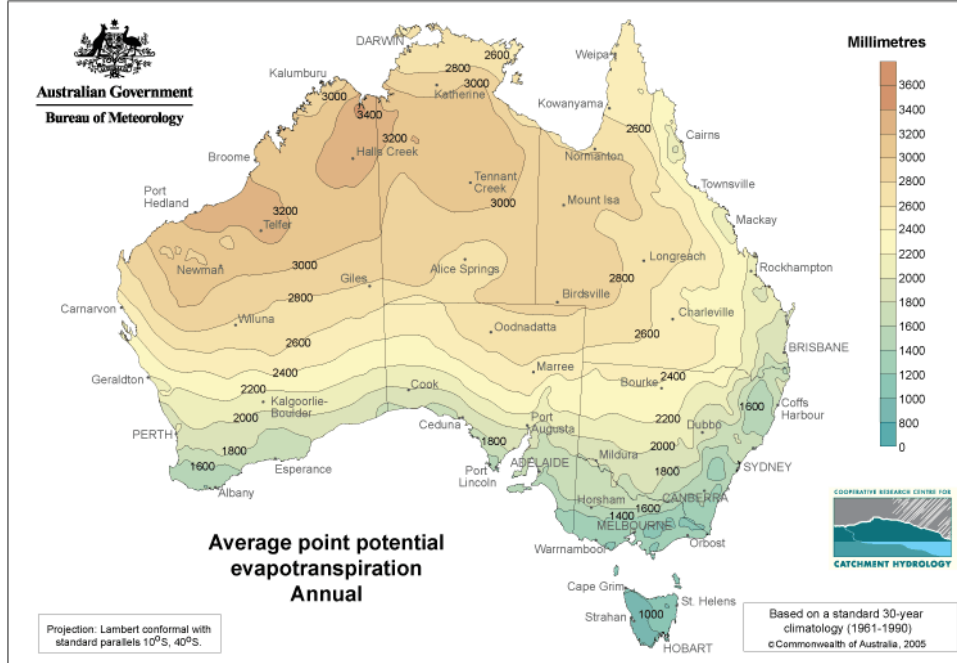 Australian Government
Bureau of Meteorology
DARWIN
2600
Weipa
Millimetres
2800
Kalumburu
3000
3000
Katherine
3600
3400
Kowanyama
3400
3200
2600
3200
Cairns
Halls Creek
Normanton
3000
Broome
Tennant
Creek
Townsville
2800
Port
Hedland
3200
3000
Mount Isa
2600
Telfer
Mackay
2400
Newman
3000
Alice Springs
Longreach
2200
Giles
2800
Rockhampton
2000
Carnarvon
2800
Birdsville
1800
Wiluna
Oodnadatta
Charleville
1600
2600
2600
BRISBANE
1400
Geraldton
2400
Marree
2400
1200
2200
Cook
Bourke
1000
Kalgoorlie-
Boulder
2000
Port
Augusta
2200
1600
Coffs
Harbour
800
PERTH
Ceduna
Dubbo
0
1800
1800
2000
1600
Esperance
Port
Lincoln
ADELAIDE
Mildura
1800
SYDNEY
Albany
Horsham
CANBERRA
1400
1600
MELBOURNE
Warrnambool
Orbost
COOPERATIVE RESEARCH CENTRE FOR
CATCHMENT HYDROLOGY
Average point potential
evapotranspiration
Annual
Cape Grim
St. Helens
Strahan
1000
HOBART
Projection: Lambert conformal with
standard parallels 10°S, 40°S.
Based on a standard 30-year
climatology (1961-1990)
©Commonwealth of Australia, 2005